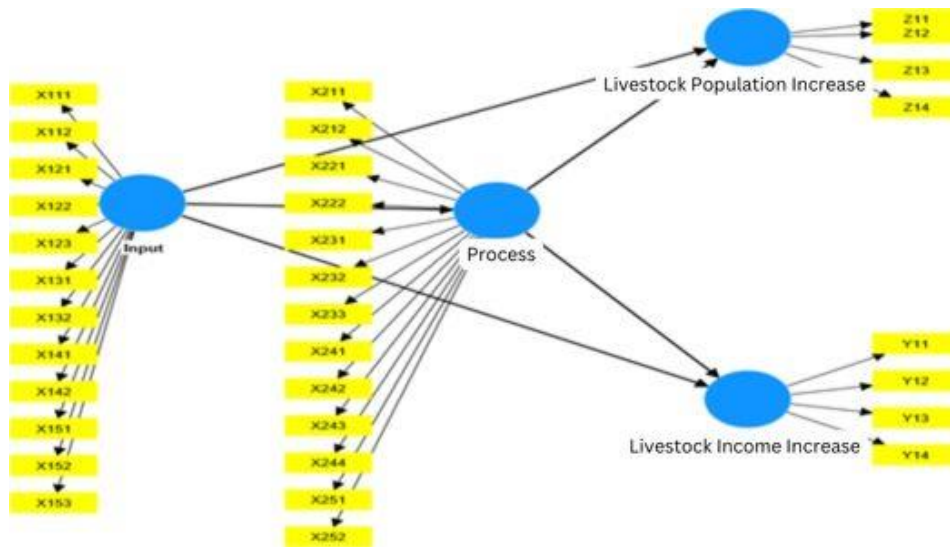 X111
X112
X121
X122
X123
X131
X132
X141
X142
X151
X152
X153
Input
X211
X212
X221
X222
X231
X232
X233
X241
X242
X243
X244
X251
X252
Process
Livestock Population Increase
Z11
Z12
Z13
Z14
Livestock Income Increase
Y11
Y12
Y13
Y14